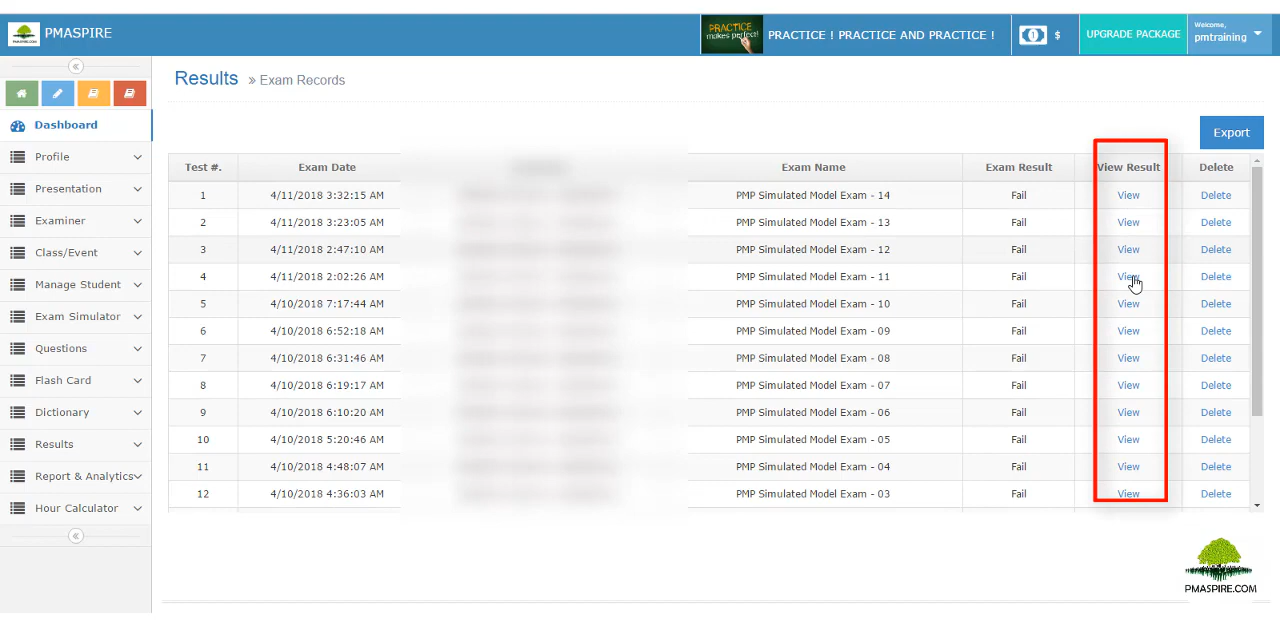 PMASPIRE
PRACTICE makes perfect!
PRACTICE ! PRACTICE AND PRACTICE !
$
UPGRADE PACKAGE
Welcome,
pmtraining
Results » Exam Records
Dashboard
Profile
Presentation
Examiner
Class/Event
Manage Student
Exam Simulator
Questions
Flash Card
Dictionary
Results
Report & Analytics
Hour Calculator
Export
Test #. Exam Date Exam Name Exam Result View Result Delete
1 4/11/2018 3:32:15 AM PMP Simulated Model Exam - 14 Fail View Delete
2 4/11/2018 3:23:05 AM PMP Simulated Model Exam - 13 Fail View Delete
3 4/11/2018 2:47:10 AM PMP Simulated Model Exam - 12 Fail View Delete
4 4/11/2018 2:02:26 AM PMP Simulated Model Exam - 11 Fail View Delete
5 4/10/2018 7:17:44 AM PMP Simulated Model Exam - 10 Fail View Delete
6 4/10/2018 6:52:18 AM PMP Simulated Model Exam - 09 Fail View Delete
7 4/10/2018 6:31:46 AM PMP Simulated Model Exam - 08 Fail View Delete
8 4/10/2018 6:19:17 AM PMP Simulated Model Exam - 07 Fail View Delete
9 4/10/2018 6:10:20 AM PMP Simulated Model Exam - 06 Fail View Delete
10 4/10/2018 5:20:46 AM PMP Simulated Model Exam - 05 Fail View Delete
11 4/10/2018 4:48:07 AM PMP Simulated Model Exam - 04 Fail View Delete
12 4/10/2018 4:36:03 AM PMP Simulated Model Exam - 03 Fail View Delete
PMASPIRE.COM